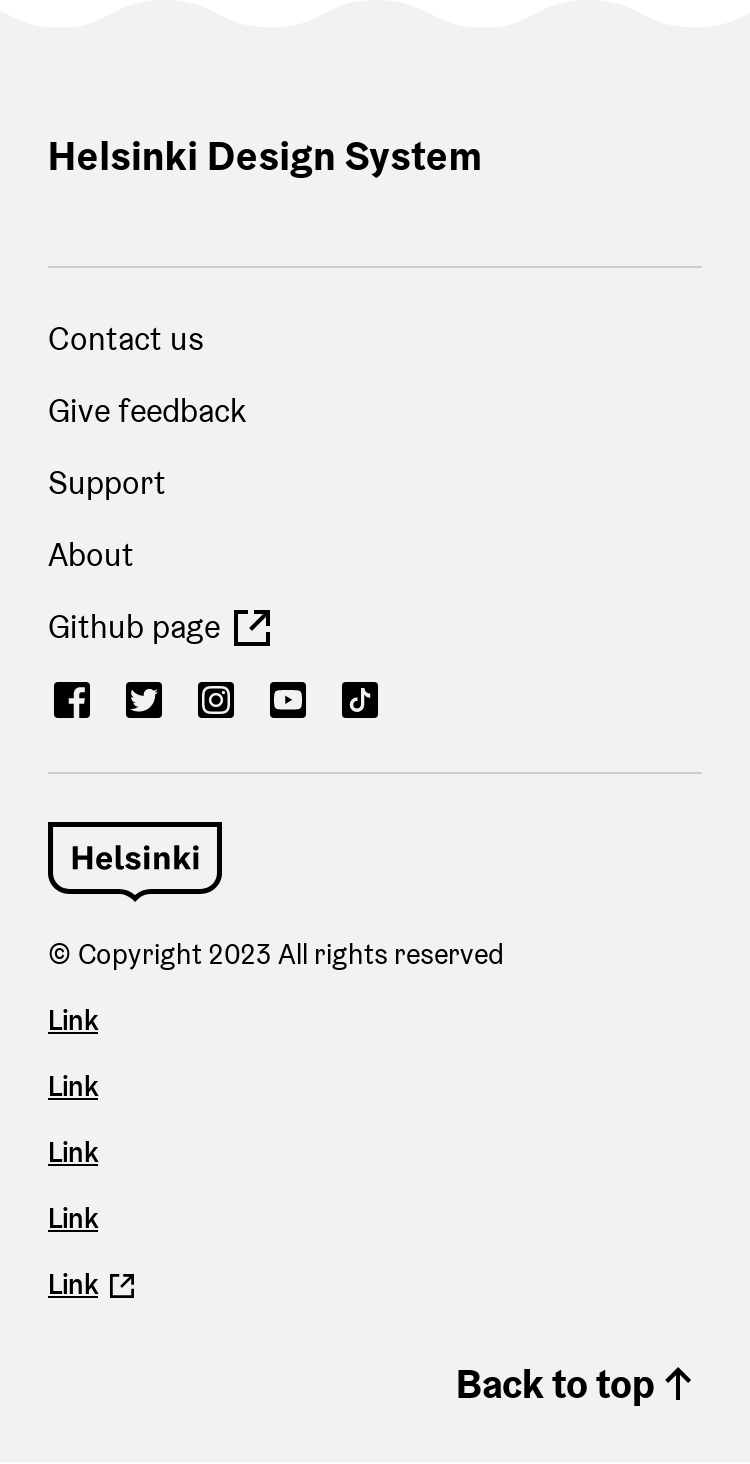 Helsinki Design System
Contact us
Give feedback
Support
About
Github page
Helsinki
© Copyright 2023 All rights reserved
Link
Link
Link
Link
Link
Back to top